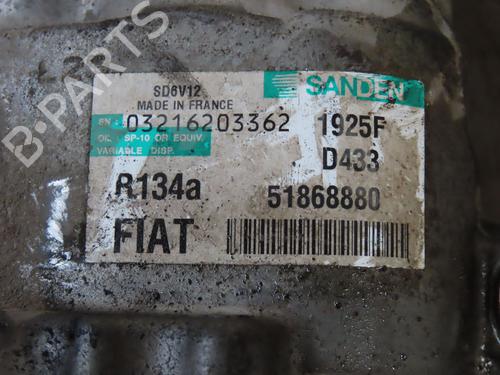 B-PARTS
SD6V12
MADE IN FRANCE
SANDEN
SN. 03216203362
1925F
OIL: SP-10 OR EQUIV.
VARIABLE DISP.
D433
R134a
51868880
FIAT